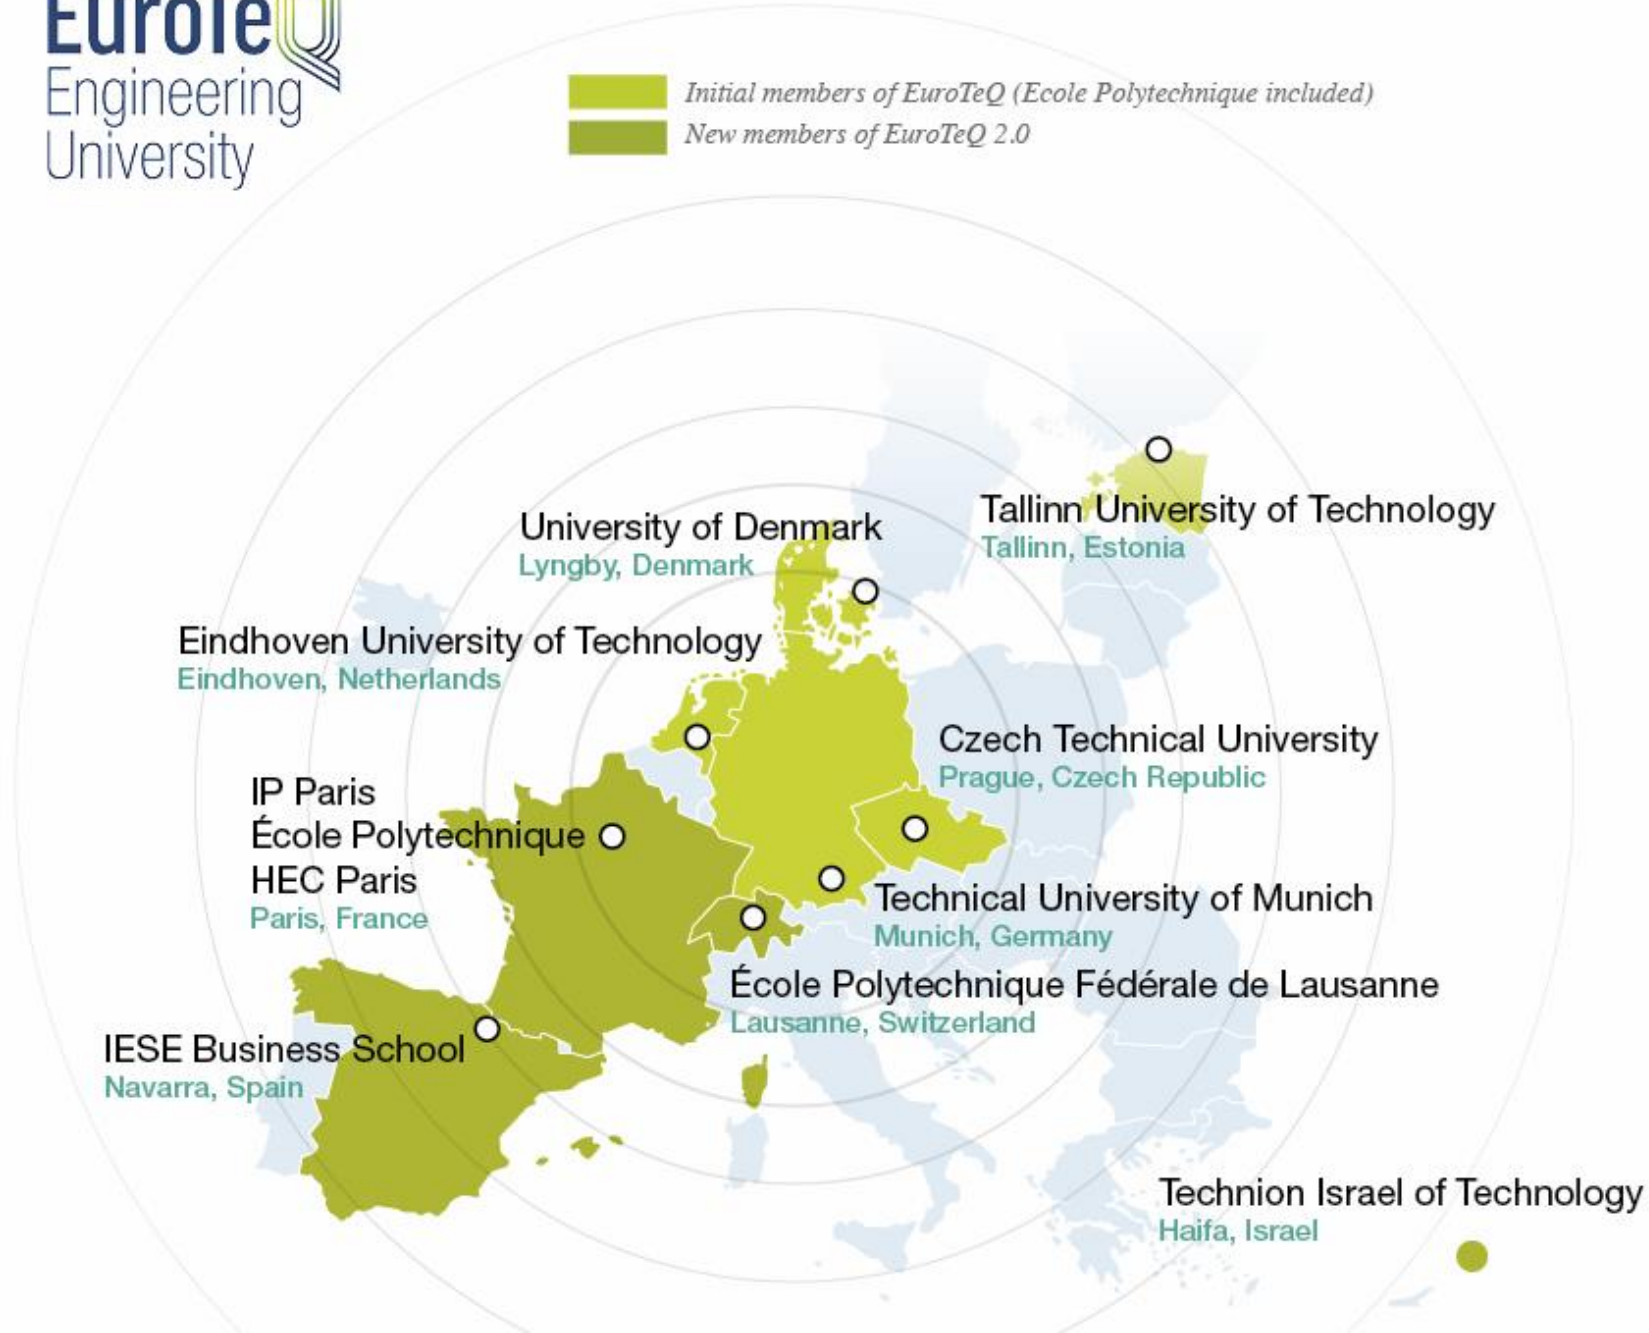 EuroTeQ
Engineering
University
Initial members of EuroTeQ (Ecole Polytechnique included)
New members of EuroTeQ 2.0
Tallinn University of Technology
Tallinn, Estonia
University of Denmark
Lyngby, Denmark
Eindhoven University of Technology
Eindhoven, Netherlands
Czech Technical University
Prague, Czech Republic
IP Paris
École Polytechnique
HEC Paris
Paris, France
Technical University of Munich
Munich, Germany
École Polytechnique Fédérale de Lausanne
Lausanne, Switzerland
IESE Business School
Navarra, Spain
Technion Israel of Technology
Haifa, Israel